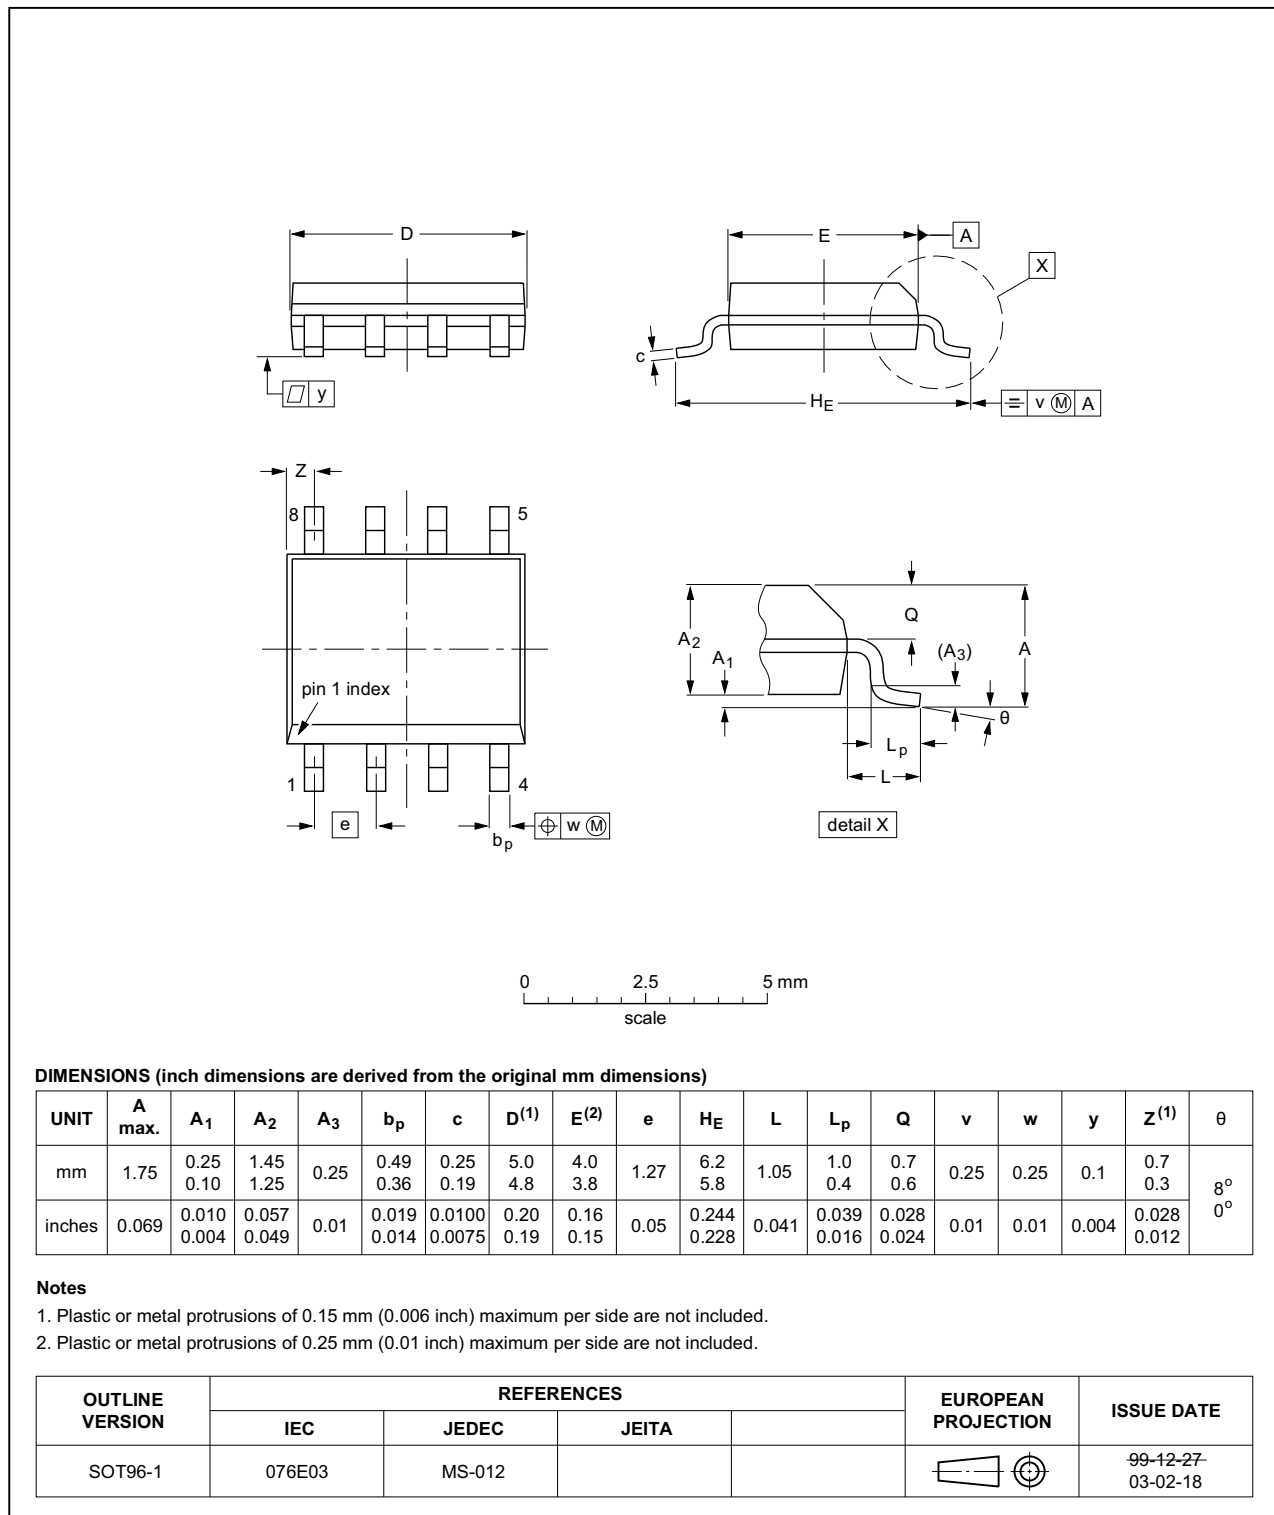 D
E
A
X
c
y
HE
= v M A
Z
8
5
pin 1 index
1
4
e
bp
w M
A2
A1
Q
(A3)
A
θ
Lp
L
detail X
0 2.5 5 mm
scale
DIMENSIONS (inch dimensions are derived from the original mm dimensions)
UNIT A max. A1 A2 A3 bp c D(1) E(2) e HE L Lp Q v w y Z(1) θ
mm 1.75 0.25 0.10 1.45 1.25 0.25 0.49 0.36 0.25 0.19 5.0 4.8 4.0 3.8 1.27 6.2 5.8 1.05 1.0 0.4 0.7 0.6 0.25 0.25 0.1 0.7 0.3 8o 0o
inches 0.069 0.010 0.004 0.057 0.049 0.01 0.019 0.014 0.0100 0.0075 0.20 0.19 0.16 0.15 0.05 0.244 0.228 0.041 0.039 0.016 0.028 0.024 0.01 0.01 0.004 0.028 0.012
Notes
1. Plastic or metal protrusions of 0.15 mm (0.006 inch) maximum per side are not included.
2. Plastic or metal protrusions of 0.25 mm (0.01 inch) maximum per side are not included.
OUTLINE VERSION REFERENCES EUROPEAN PROJECTION ISSUE DATE
IEC JEDEC JEITA
SOT96-1 076E03 MS-012 99-12-27
03-02-18